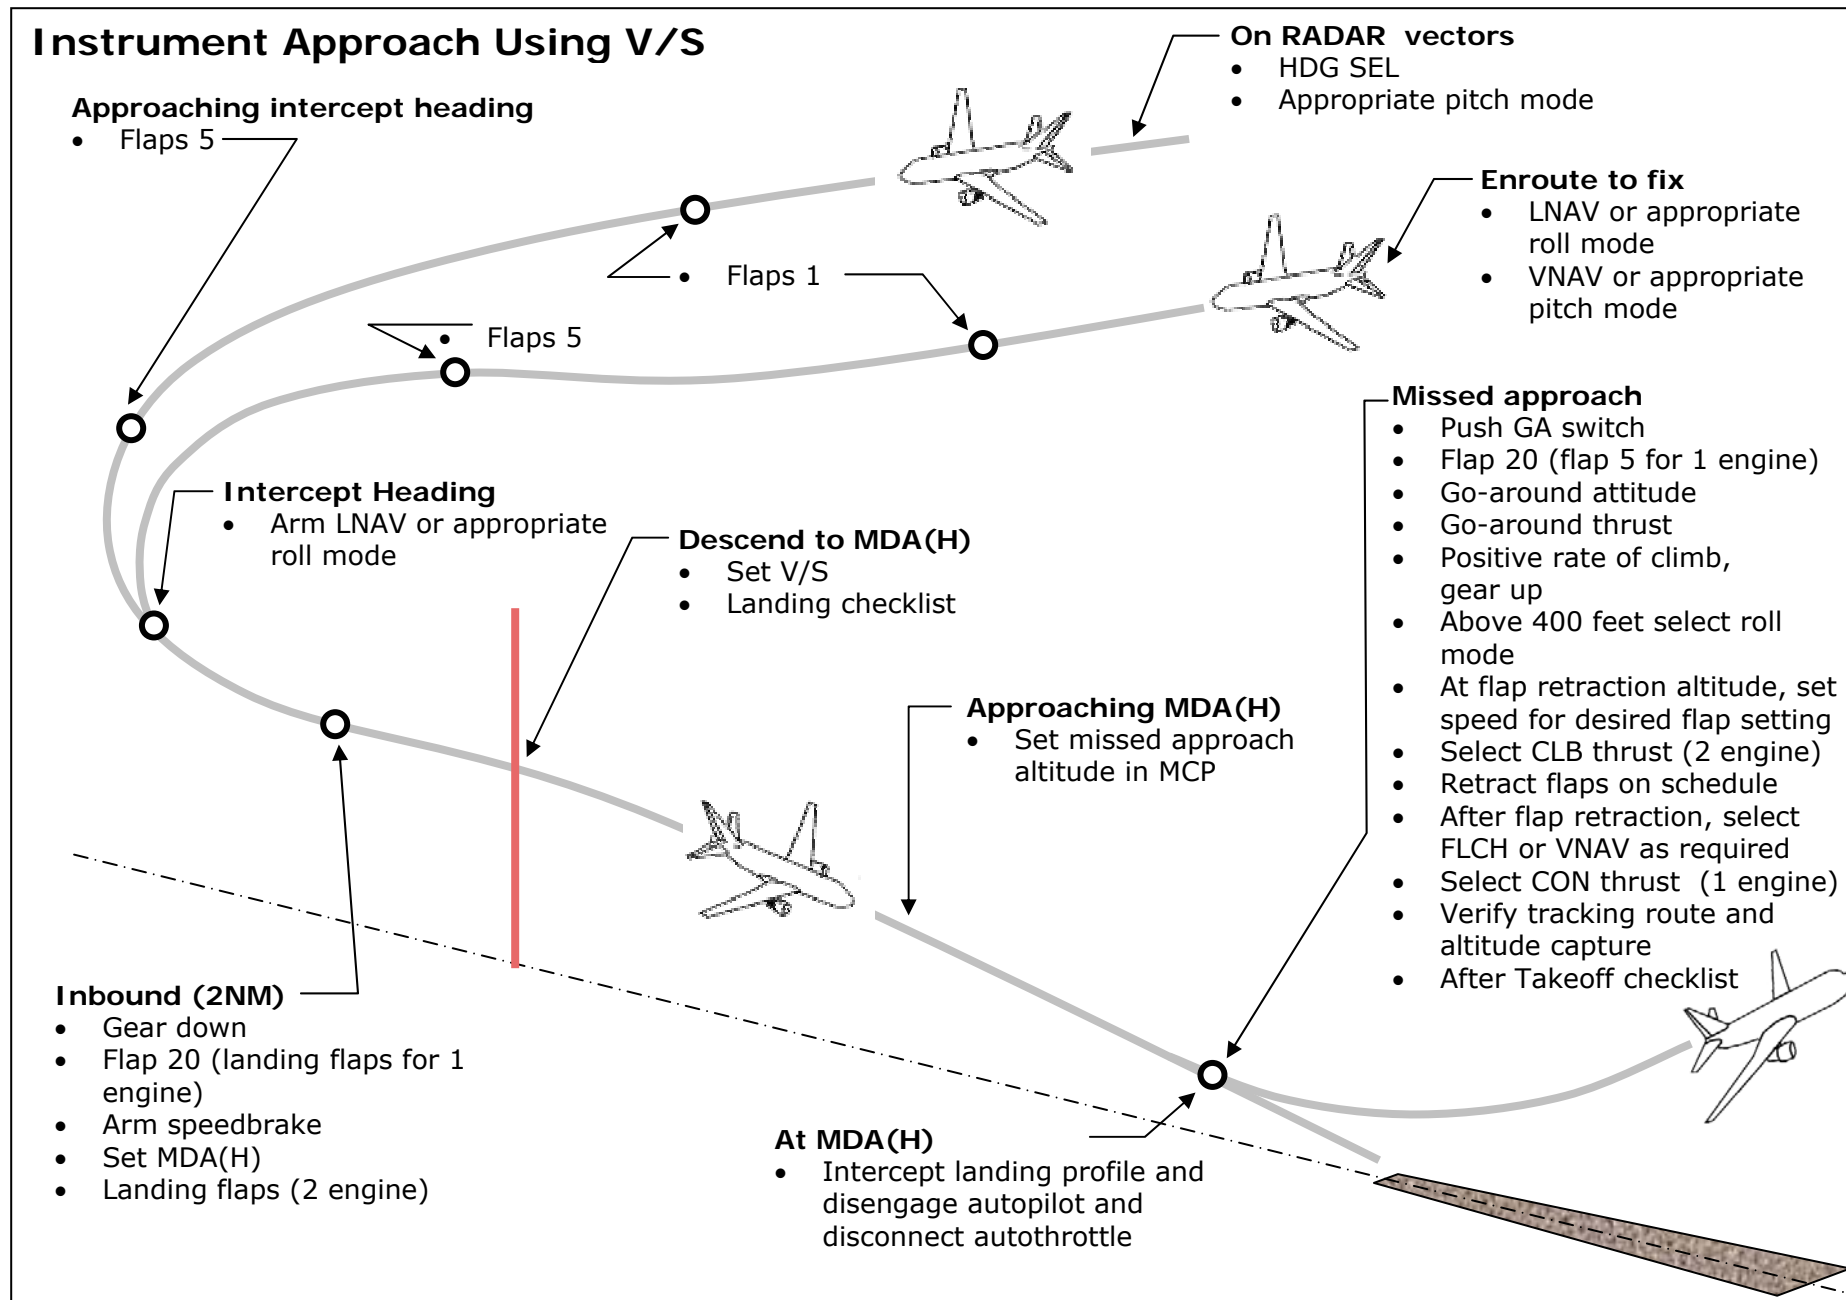 Instrument Approach Using V/S
On RADAR  vectors
• HDG SEL
• Appropriate pitch mode
Approaching intercept heading
• Flaps 5
Enroute to fix
• LNAV or appropriate
roll mode
• VNAV or appropriate
pitch mode
• Flaps 1
• Flaps 5
Missed approach
• Push GA switch
• Flap 20 (flap 5 for 1 engine)
• Go-around attitude
• Go-around thrust
• Positive rate of climb,
gear up
• Above 400 feet select roll
mode
• At flap retraction altitude, set
speed for desired flap setting
• Select CLB thrust (2 engine)
• Retract flaps on schedule
• After flap retraction, select
FLCH or VNAV as required
• Select CON thrust  (1 engine)
• Verify tracking route and
altitude capture
• After Takeoff checklist
Intercept Heading
• Arm LNAV or appropriate
roll mode
Descend to MDA(H)
• Set V/S
• Landing checklist
Approaching MDA(H)
• Set missed approach
altitude in MCP
Inbound (2NM)
• Gear down
• Flap 20 (landing flaps for 1
engine)
• Arm speedbrake
• Set MDA(H)
• Landing flaps (2 engine)
At MDA(H)
• Intercept landing profile and
disengage autopilot and
disconnect autothrottle